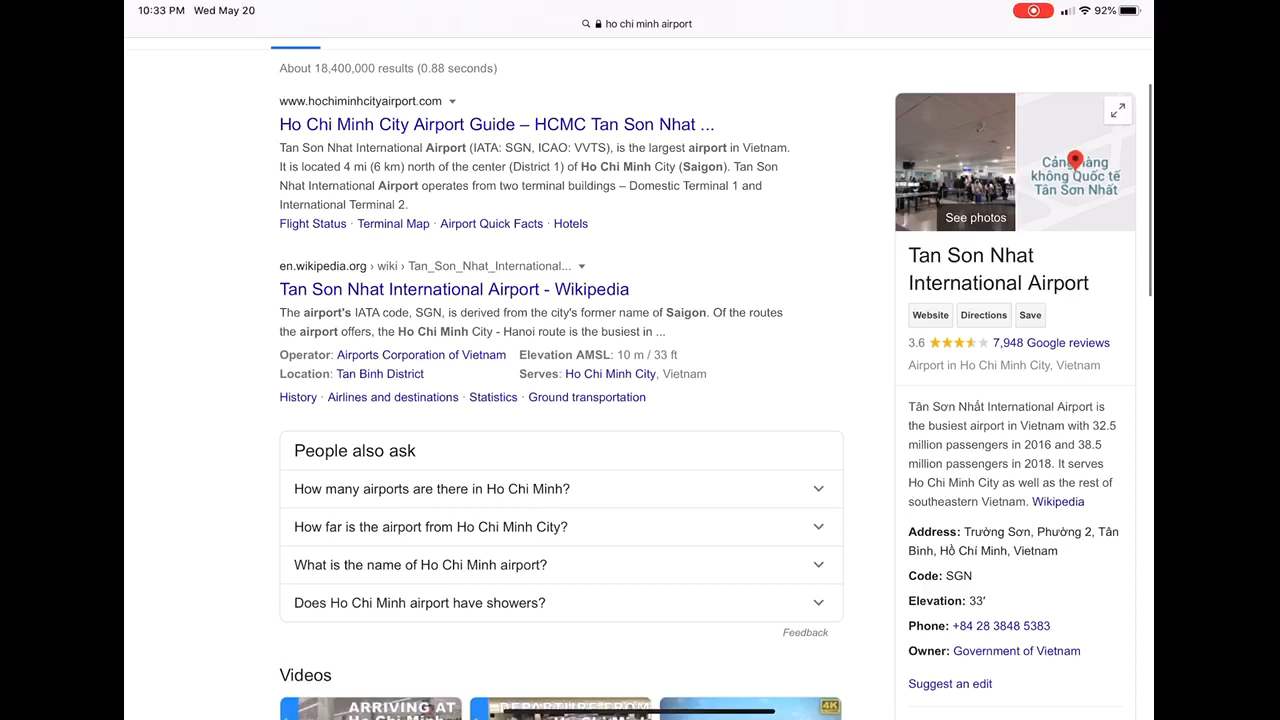 10:33 PM Wed May 20
92%
ho chi minh airport
About 18,400,000 results (0.88 seconds)
www.hochiminhcityairport.com
Ho Chi Minh City Airport Guide – HCMC Tan Son Nhat ...
Tan Son Nhat International Airport (IATA: SGN, ICAO: VVTS), is the largest airport in Vietnam.
It is located 4 mi (6 km) north of the center (District 1) of Ho Chi Minh City (Saigon). Tan Son
Nhat International Airport operates from two terminal buildings – Domestic Terminal 1 and
International Terminal 2.
Flight Status · Terminal Map · Airport Quick Facts · Hotels
en.wikipedia.org › wiki › Tan_Son_Nhat_International...
Tan Son Nhat International Airport - Wikipedia
The airport's IATA code, SGN, is derived from the city's former name of Saigon. Of the routes
the airport offers, the Ho Chi Minh City - Hanoi route is the busiest in ...
Operator: Airports Corporation of Vietnam Elevation AMSL: 10 m / 33 ft
Location: Tan Binh District Serves: Ho Chi Minh City, Vietnam
History · Airlines and destinations · Statistics · Ground transportation
People also ask
How many airports are there in Ho Chi Minh?
How far is the airport from Ho Chi Minh City?
What is the name of Ho Chi Minh airport?
Does Ho Chi Minh airport have showers?
Feedback
Videos
ARRIVING AT
Ho Chi Minh
DEPARTURE FROM
4K
See photos
Cảng hàng
không Quốc tế
Tân Sơn Nhất
Tan Son Nhat
International Airport
Website Directions Save
3.6 7,948 Google reviews
Airport in Ho Chi Minh City, Vietnam
Tân Sơn Nhất International Airport is
the busiest airport in Vietnam with 32.5
million passengers in 2016 and 38.5
million passengers in 2018. It serves
Ho Chi Minh City as well as the rest of
southeastern Vietnam. Wikipedia
Address: Trường Sơn, Phường 2, Tân
Bình, Hồ Chí Minh, Vietnam
Code: SGN
Elevation: 33′
Phone: +84 28 3848 5383
Owner: Government of Vietnam
Suggest an edit